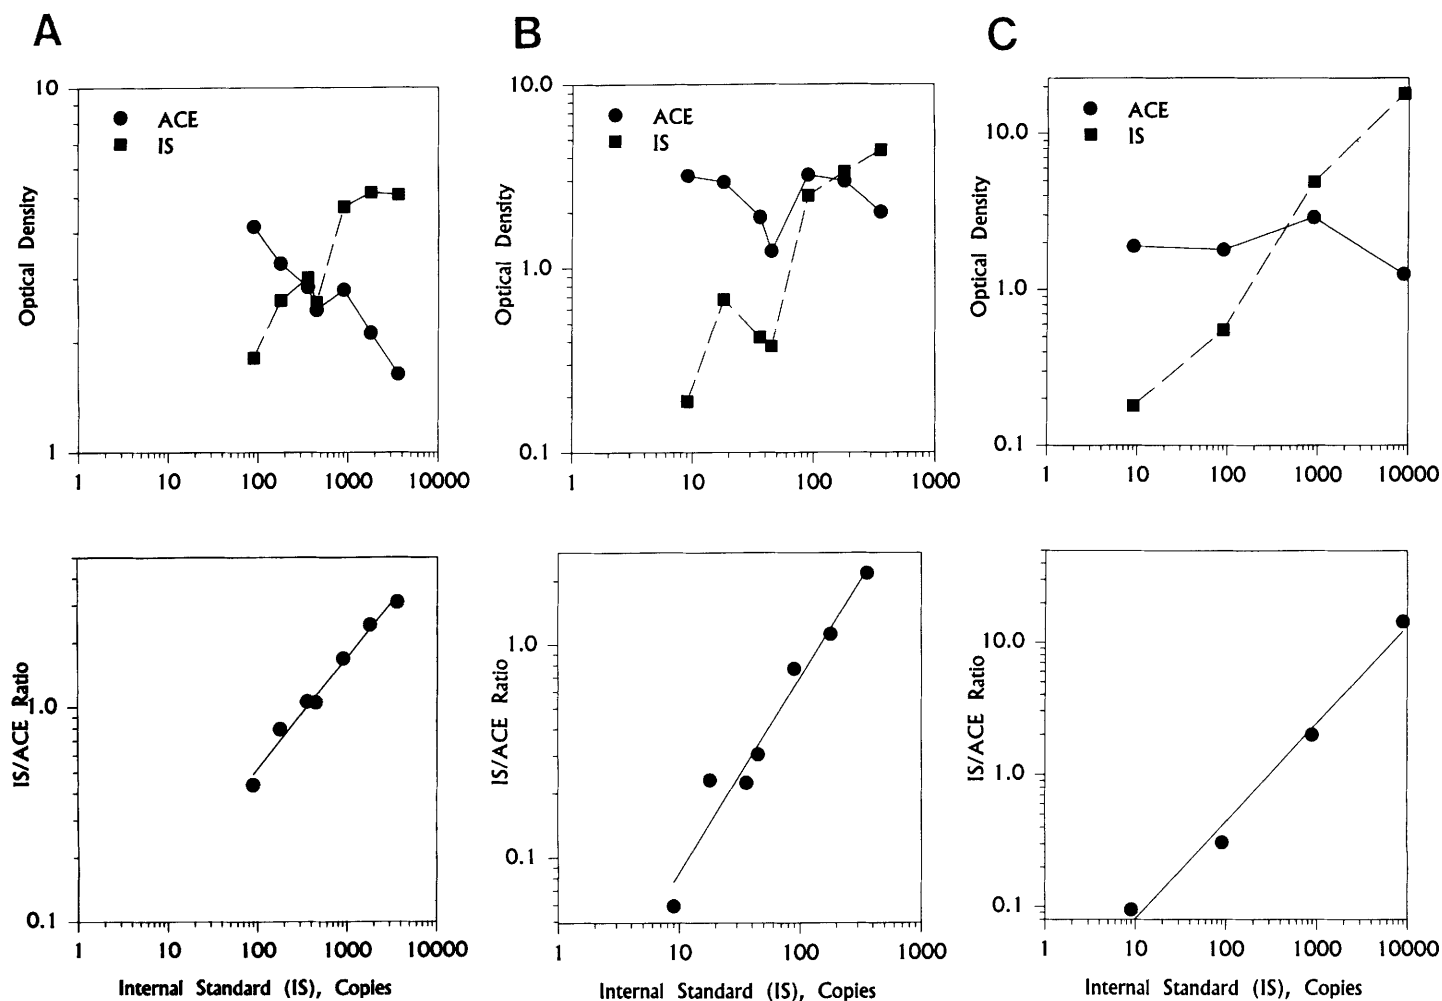 A
B
C
10
1
Optical Density
ACE
IS
1 10 100 1000 10000
10.0
1.0
0.1
Optical Density
ACE
IS
1 10 100 1000
10.0
1.0
0.1
Optical Density
ACE
IS
1 10 100 1000 10000
1.0
0.1
IS/ACE Ratio
1 10 100 1000 10000
Internal Standard (IS), Copies
1.0
0.1
IS/ACE Ratio
1 10 100 1000
Internal Standard (IS), Copies
10.0
1.0
0.1
IS/ACE Ratio
1 10 100 1000 10000
Internal Standard (IS), Copies